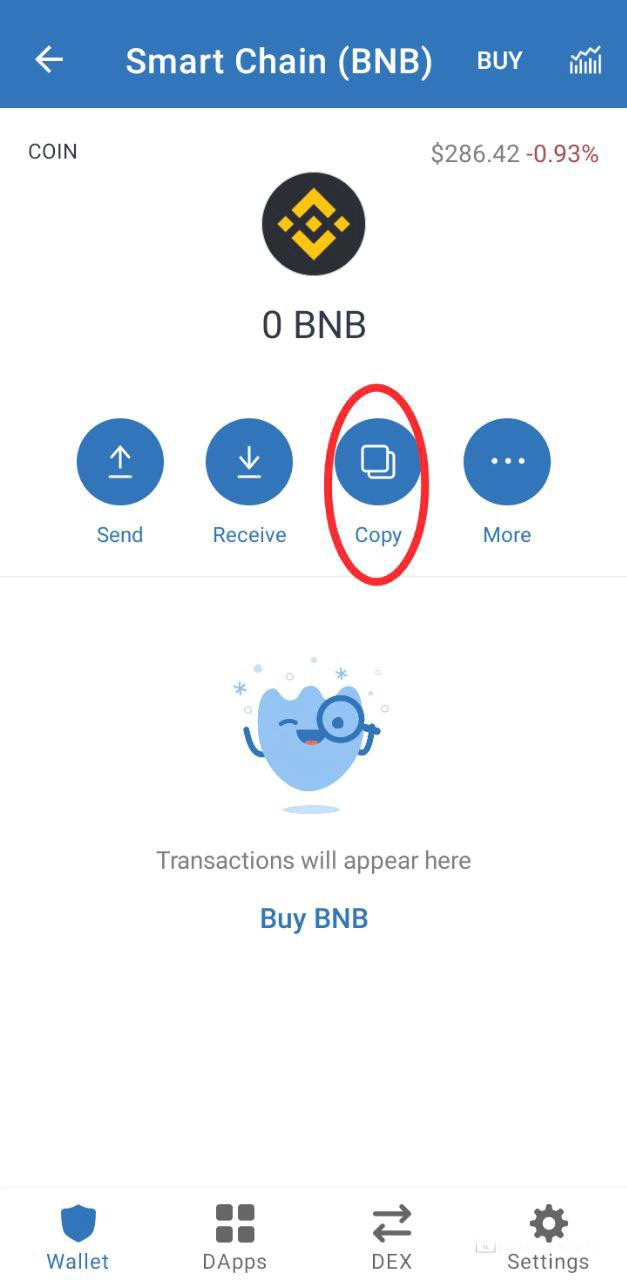 Smart Chain (BNB) BUY
COIN $286.42 -0.93%
0 BNB
Send Receive Copy More
Transactions will appear here
Buy BNB
Wallet DApps DEX Settings